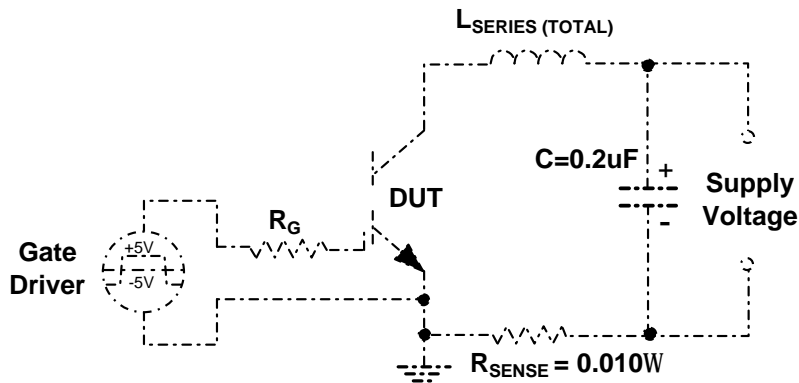 LSERIES (TOTAL)
C=0.2uF
+
-
Supply
Voltage
DUT
RG
Gate
Driver
+5V
-5V
RSENSE = 0.010W